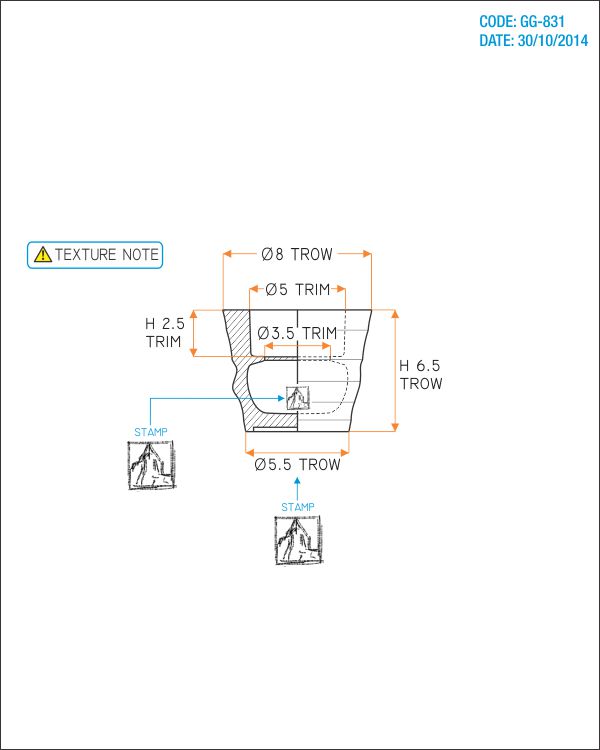 CODE: GG-831
DATE: 30/10/2014
TEXTURE NOTE
Ø8 TROW
Ø5 TRIM
H 2.5
TRIM
Ø3.5 TRIM
H 6.5
TROW
STAMP
Ø5.5 TROW
STAMP